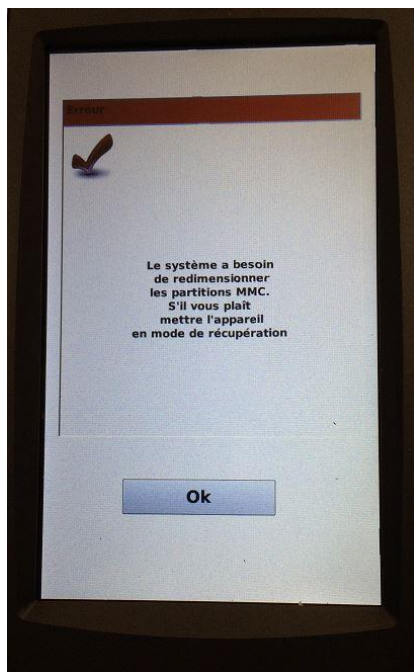 Erreur
Le système a besoin
de redimensionner
les partitions MMC.
S'il vous plaît
mettre l'appareil
en mode de récupération
Ok